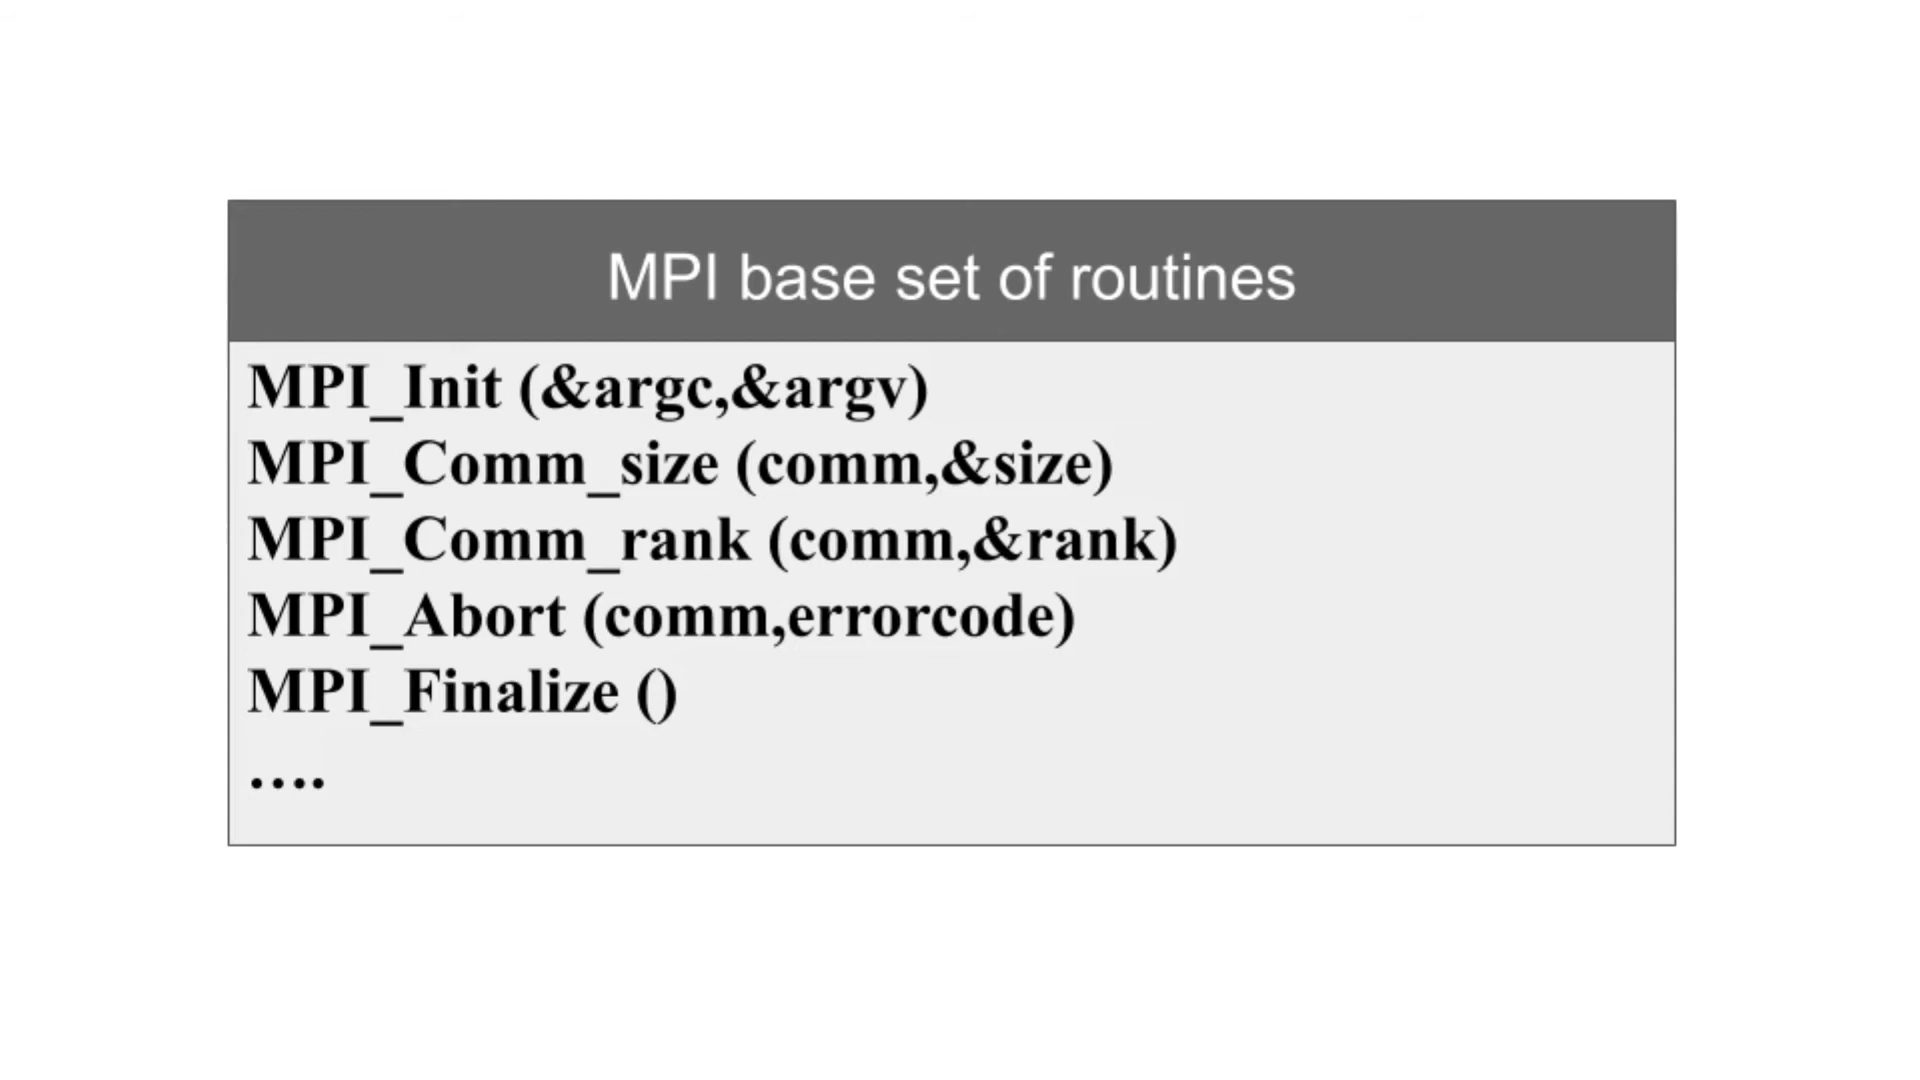 MPI base set of routines
MPI_Init (&argc,&argv)
MPI_Comm_size (comm,&size)
MPI_Comm_rank (comm,&rank)
MPI_Abort (comm,errorcode)
MPI_Finalize ()
....